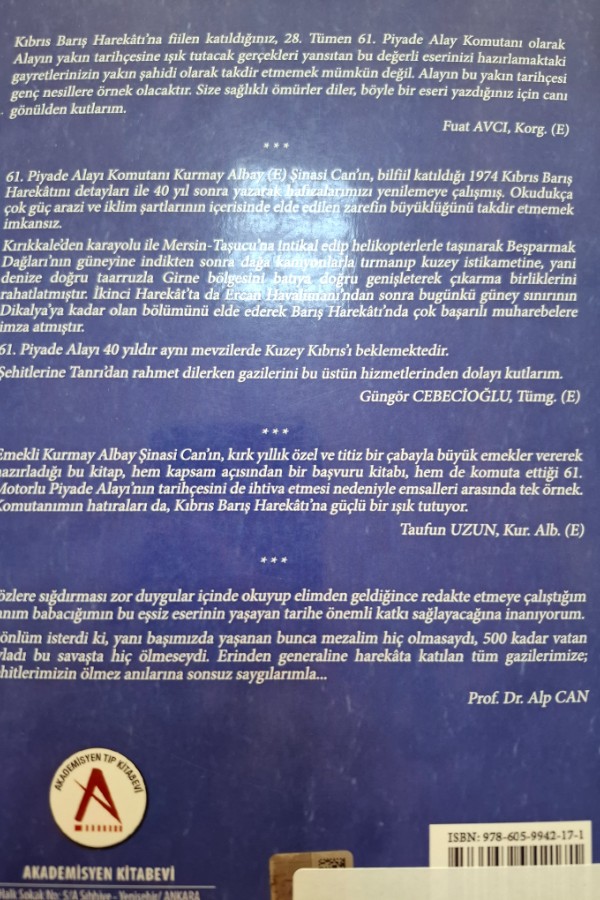 Kıbrıs Barış Harekâtı'na fiilen katıldığınız, 28. Tümen 61. Piyade Alay Komutanı olarak
Alayın yakın tarihçesine ışık tutacak gerçekleri yansıtan bu değerli eserinizi hazırlamaktaki
gayretlerinizin yakın şahidi olarak takdir etmemek mümkün değil. Alayın bu yakın tarihçesi
genç nesillere örnek olacaktır. Size sağlıklı ömürler diler, böyle bir eseri yazdığınız için canı
gönülden kutlarım.
Fuat AVCI, Korg. (E)
***
61. Piyade Alayı Komutanı Kurmay Albay (E) Şinasi Can'ın, bilfiil katıldığı 1974 Kıbrıs Barış
Harekâtını detayları ile 40 yıl sonra yazarak hafızalarımızı yenilemeye çalışmış. Okudukça
çok güç arazi ve iklim şartlarının içerisinde elde edilen zarefin büyüklüğünü takdir etmemek
imkansız.
Kırıkkale'den karayolu ile Mersin-Taşucu'na intikal edip helikopterlerle taşınarak Beşparmak
Dağları'nın güneyine indikten sonra dağa kamyonlarla tırmanıp kuzey istikametine, yani
denize doğru taarruzla Girne bölgesini batıya doğru genişleterek çıkarma birliklerini
rahatlatmıştır. İkinci Harekât'ta da Ercan Havalimanı'ndan sonra bugünkü güney sınırının
Dikalya'ya kadar olan bölümünü elde ederek Barış Harekâtı'nda çok başarılı muharebelere
imza atmıştır.
61. Piyade Alayı 40 yıldır aynı mevzilerde Kuzey Kıbrıs'ı beklemektedir.
Şehitlerine Tanrı'dan rahmet dilerken gazilerini bu üstün hizmetlerinden dolayı kutlarım.
Güngör CEBECİOĞLU, Tümg. (E)
***
Emekli Kurmay Albay Şinasi Can'ın, kırk yıllık özel ve titiz bir çabayla büyük emekler vererek
hazırladığı bu kitap, hem kapsam açısından bir başvuru kitabı, hem de komuta ettiği 61.
Motorlu Piyade Alayı'nın tarihçesini de ihtiva etmesi nedeniyle emsalleri arasında tek örnek.
Komutanımın hatıraları da, Kıbrıs Barış Harekâtı'na güçlü bir ışık tutuyor.
Taufun UZUN, Kur. Alb. (E)
***
özlere sığdırması zor duygular içinde okuyup elimden geldiğince redakte etmeye çalıştığım
anım babacığımın bu eşsiz eserinin yaşayan tarihe önemli katkı sağlayacağına inanıyorum.
önlüm isterdi ki, yanı başımızda yaşanan bunca mezalim hiç olmasaydı, 500 kadar vatan
vladı bu savaşta hiç ölmeseydi. Erinden generaline harekâta katılan tüm gazilerimize;
ehitlerimizin ölmez anılarına sonsuz saygılarımla...
Prof. Dr. Alp CAN
AKADEMİSYEN TIP KİTABEVİ
A
ISBN: 978-605-9942-17-1
AKADEMİSYEN KİTABEVİ
Halk Sokak No: 5/A Sıhhiye - Yenişehir/ ANKARA